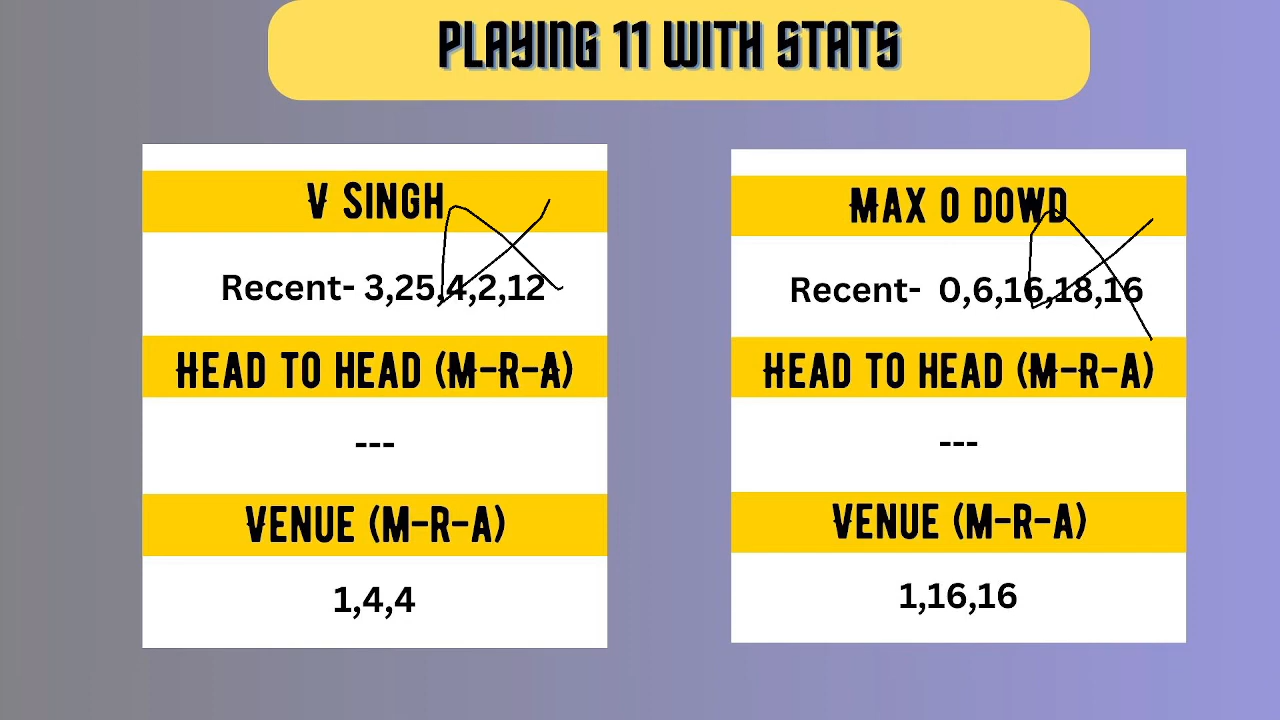 PLAYING 11 WITH STATS
V SINGH
Recent- 3,25,4,2,12
HEAD TO HEAD (M-R-A)
---
VENUE (M-R-A)
1,4,4
MAX O DOWD
Recent- 0,6,16,18,16
HEAD TO HEAD (M-R-A)
---
VENUE (M-R-A)
1,16,16